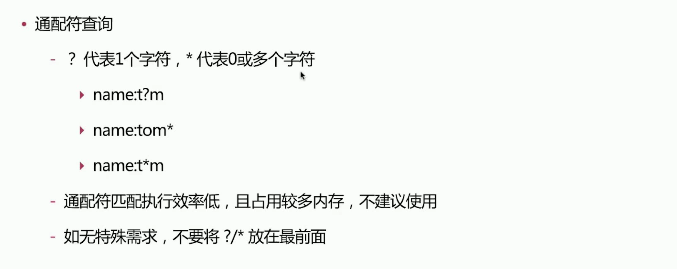 通配符查询
? 代表1个字符，* 代表0或多个字符
name:t?m
name:tom*
name:t*m
通配符匹配执行效率低，且占用较多内存，不建议使用
如无特殊需求，不要将 ?/* 放在最前面